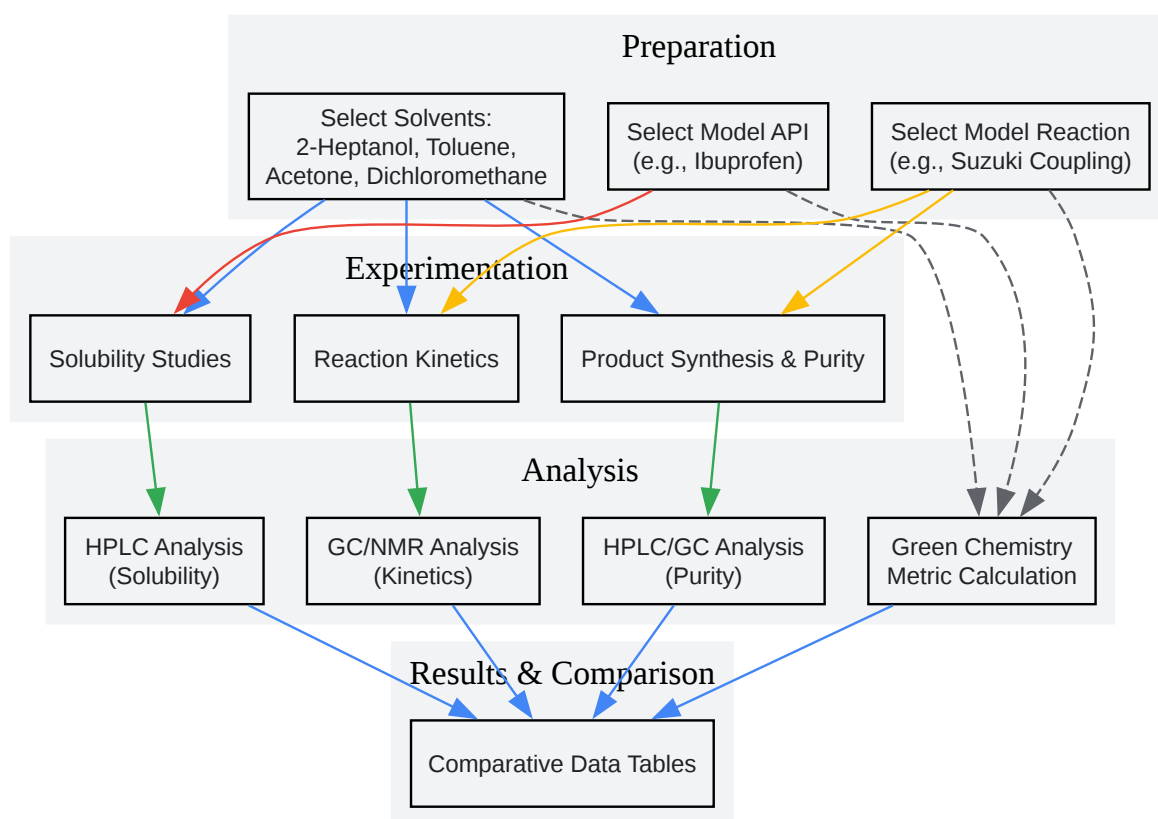 Preparation
Select Solvents:
2-Heptanol, Toluene,
Acetone, Dichloromethane
Select Model API
(e.g., Ibuprofen)
Select Model Reaction
(e.g., Suzuki Coupling)
Experimentation
Solubility Studies
Reaction Kinetics
Product Synthesis & Purity
Analysis
HPLC Analysis
(Solubility)
GC/NMR Analysis
(Kinetics)
HPLC/GC Analysis
(Purity)
Green Chemistry
Metric Calculation
Results & Comparison
Comparative Data Tables